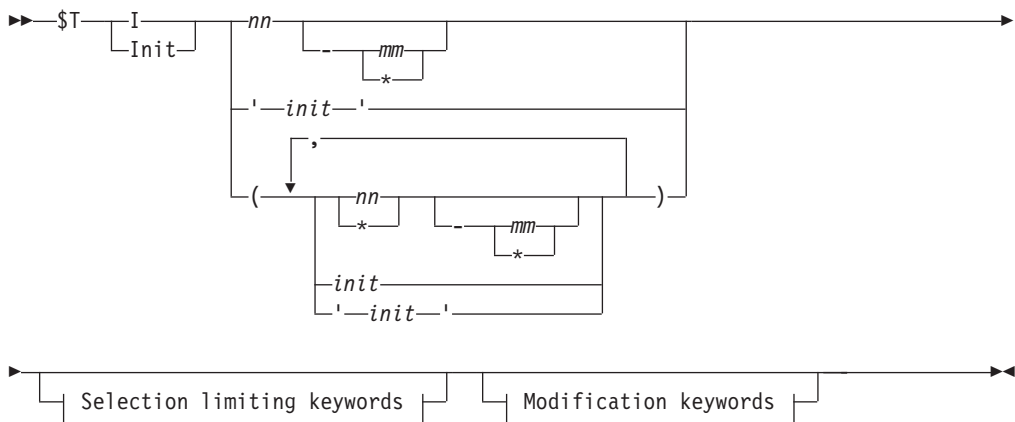 $T I nn
Init - mm
*
' init '
,
( nn )
* - mm
*
init
' init '
Selection limiting keywords Modification keywords